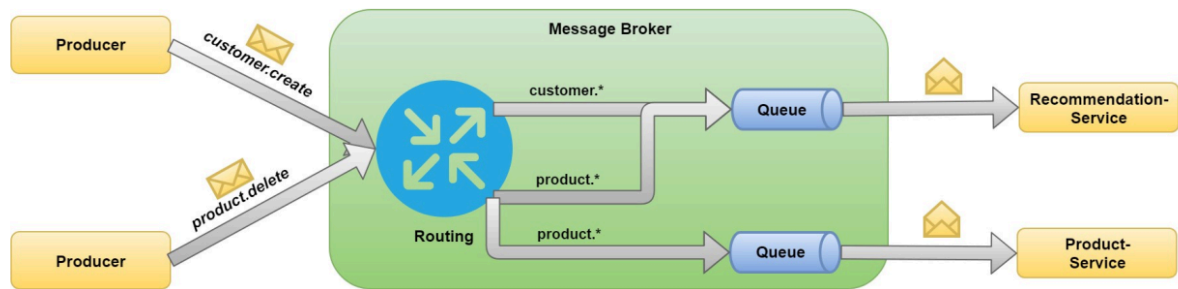 Message Broker
Producer
customer.create
customer.*
Queue
Recommendation-
Service
product.delete
product.*
Routing
product.*
Producer
Queue
Product-
Service